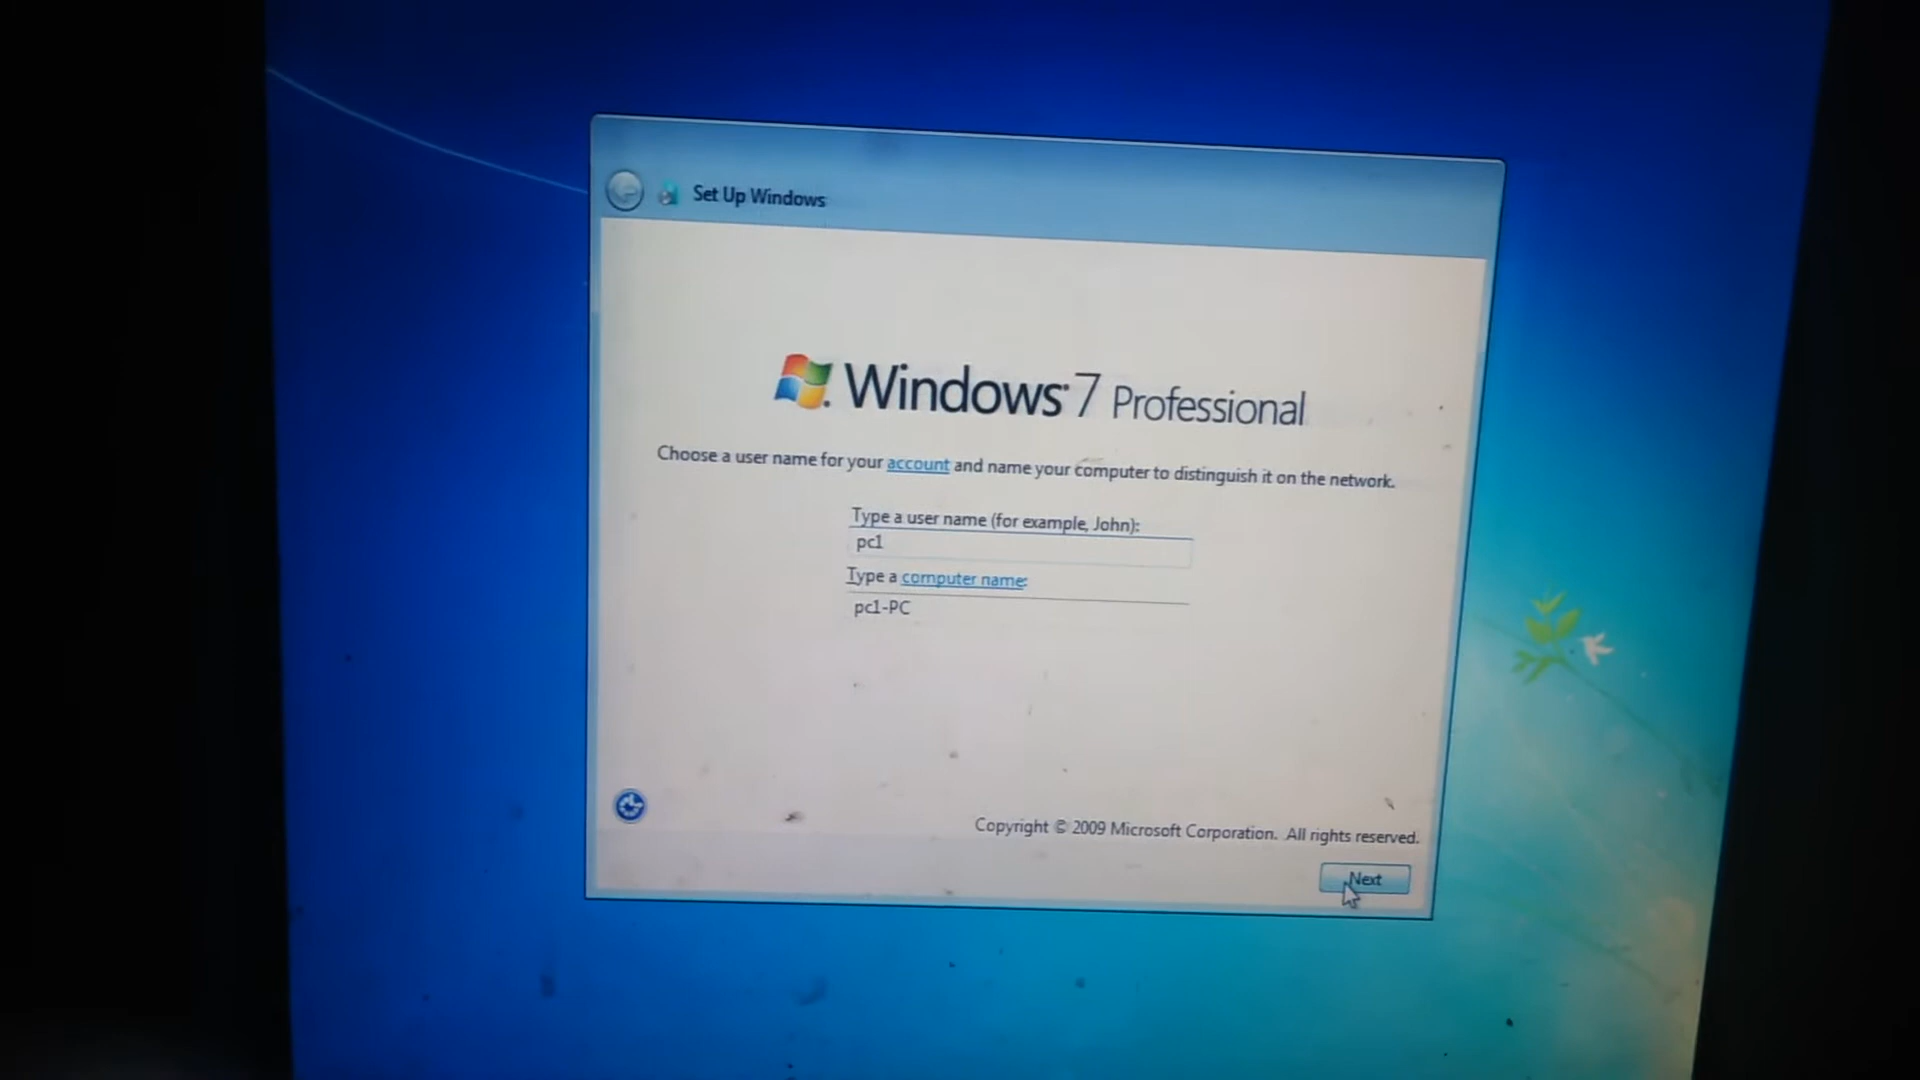 Set Up Windows
Windows 7 Professional
Choose a user name for your account and name your computer to distinguish it on the network.
Type a user name (for example, John):
pc1
Type a computer name:
pc1-PC
Copyright © 2009 Microsoft Corporation. All rights reserved.
Next